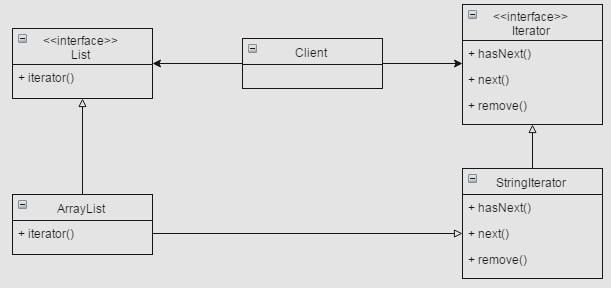 <<interface>>
List
+ iterator()
Client
<<interface>>
Iterator
+ hasNext()
+ next()
+ remove()
ArrayList
+ iterator()
StringIterator
+ hasNext()
+ next()
+ remove()